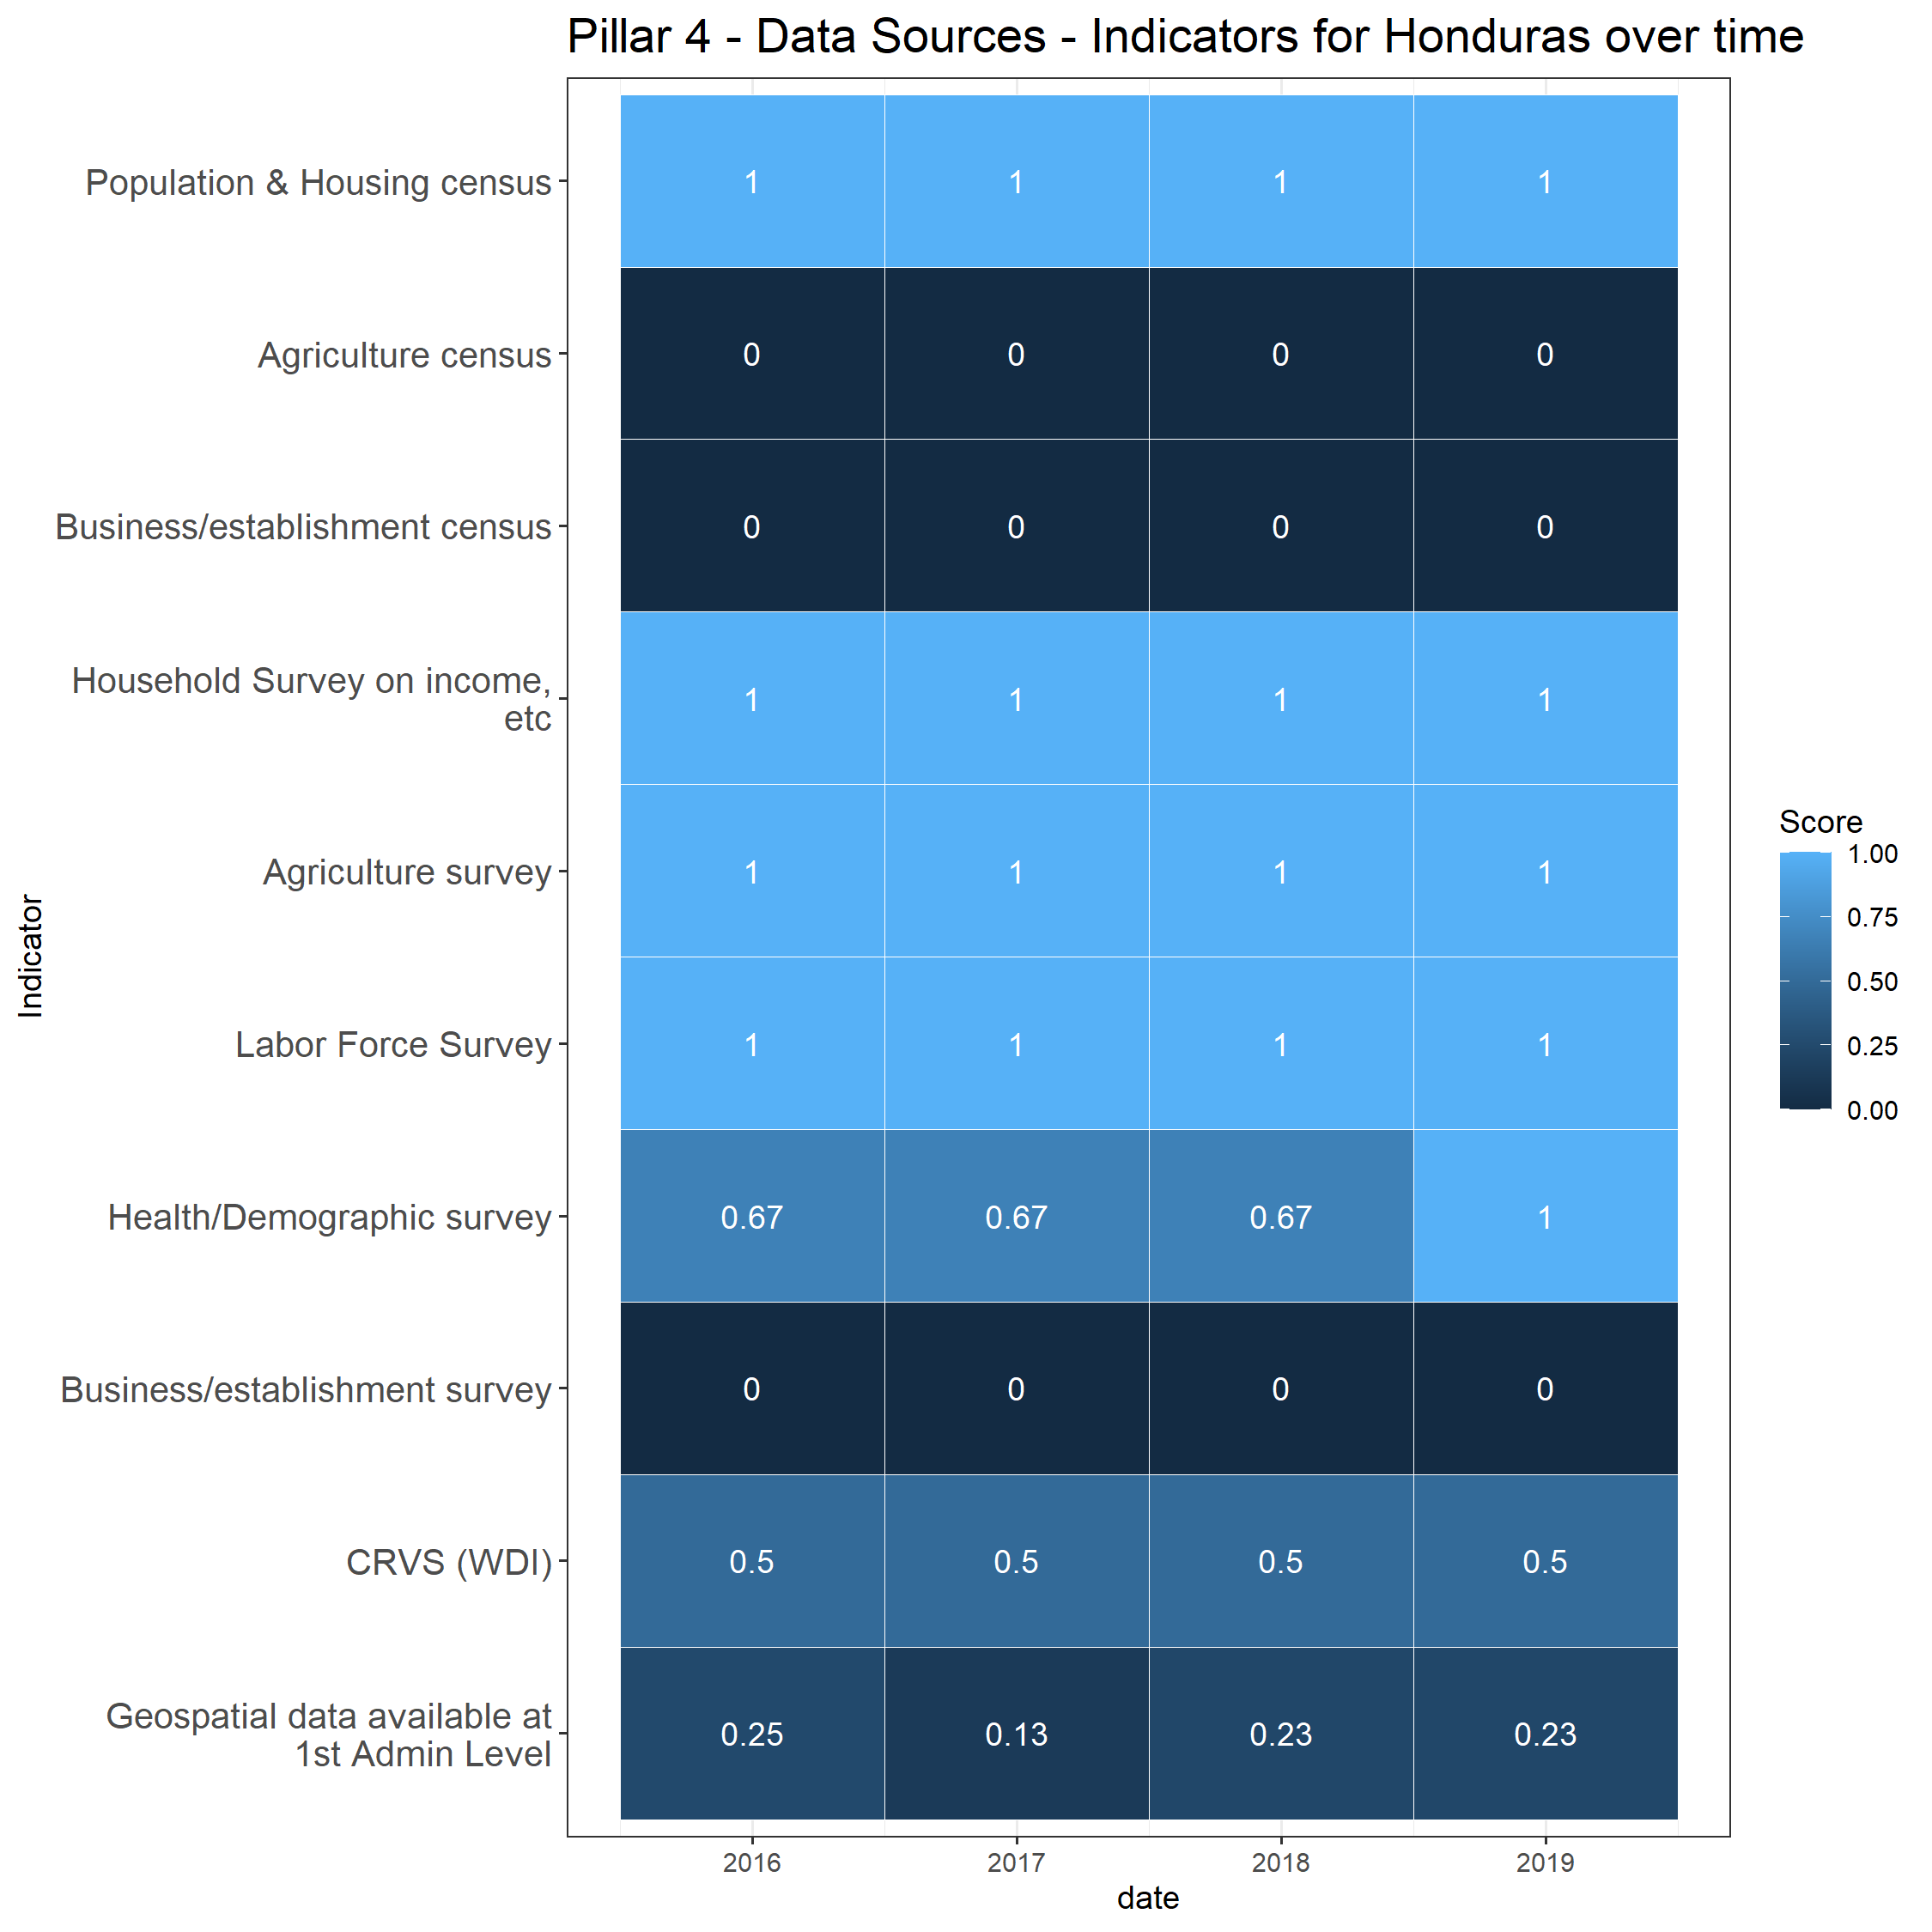 Pillar 4 - Data Sources - Indicators for Honduras over time
Population & Housing census
1 1 1 1
Agriculture census
0 0 0 0
Business/establishment census
0 0 0 0
Household Survey on income,
etc
1 1 1 1
Agriculture survey
1 1 1 1
Labor Force Survey
1 1 1 1
Health/Demographic survey
0.67 0.67 0.67 1
Business/establishment survey
0 0 0 0
CRVS (WDI)
0.5 0.5 0.5 0.5
Geospatial data available at
1st Admin Level
0.25 0.13 0.23 0.23
2016 2017 2018 2019
date
Indicator
Score
1.00
0.75
0.50
0.25
0.00